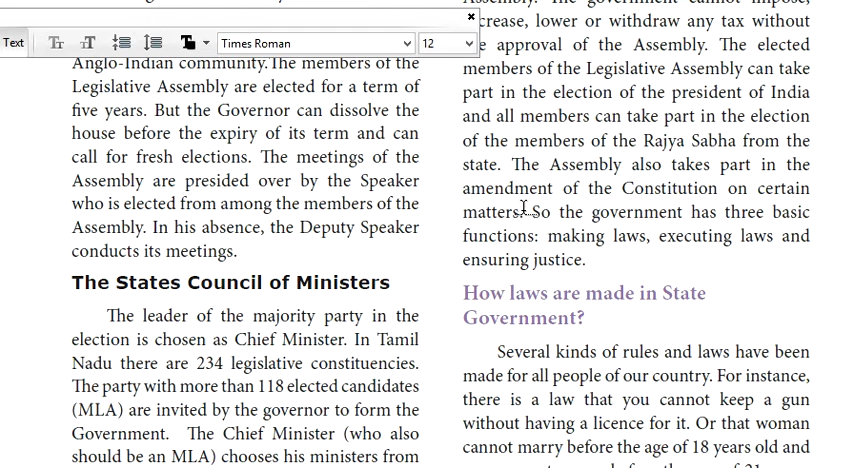 Text
Times Roman
12
Anglo-Indian community.The members of the
Legislative Assembly are elected for a term of
five years. But the Governor can dissolve the
house before the expiry of its term and can
call for fresh elections. The meetings of the
Assembly are presided over by the Speaker
who is elected from among the members of the
Assembly. In his absence, the Deputy Speaker
conducts its meetings.
The States Council of Ministers
The leader of the majority party in the
election is chosen as Chief Minister. In Tamil
Nadu there are 234 legislative constituencies.
The party with more than 118 elected candidates
(MLA) are invited by the governor to form the
Government. The Chief Minister (who also
should be an MLA) chooses his ministers from
Assembly. The government cannot impose,
increase, lower or withdraw any tax without
the approval of the Assembly. The elected
members of the Legislative Assembly can take
part in the election of the president of India
and all members can take part in the election
of the members of the Rajya Sabha from the
state. The Assembly also takes part in the
amendment of the Constitution on certain
matters. So the government has three basic
functions: making laws, executing laws and
ensuring justice.
How laws are made in State
Government?
Several kinds of rules and laws have been
made for all people of our country. For instance,
there is a law that you cannot keep a gun
without having a licence for it. Or that woman
cannot marry before the age of 18 years old and